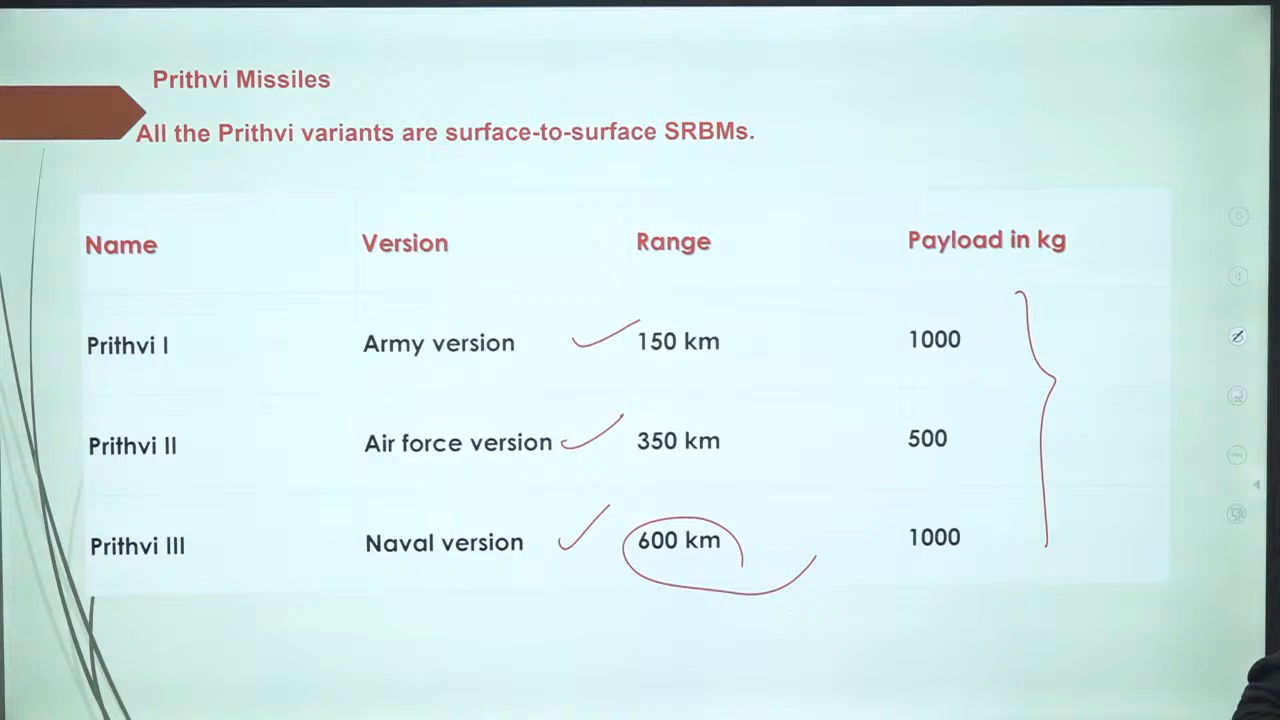 Prithvi Missiles
All the Prithvi variants are surface-to-surface SRBMs.
Name Version Range Payload in kg
Prithvi I Army version 150 km 1000
Prithvi II Air force version 350 km 500
Prithvi III Naval version 600 km 1000